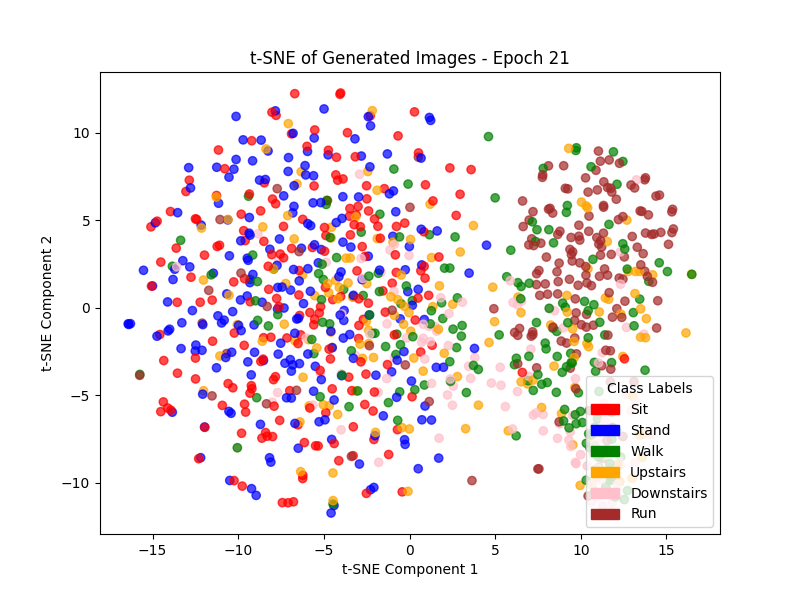 t-SNE of Generated Images - Epoch 21
t-SNE Component 2
10
5
0
−5
−10
−15
−10
−5
0
5
10
15
t-SNE Component 1
Class Labels
Sit
Stand
Walk
Upstairs
Downstairs
Run